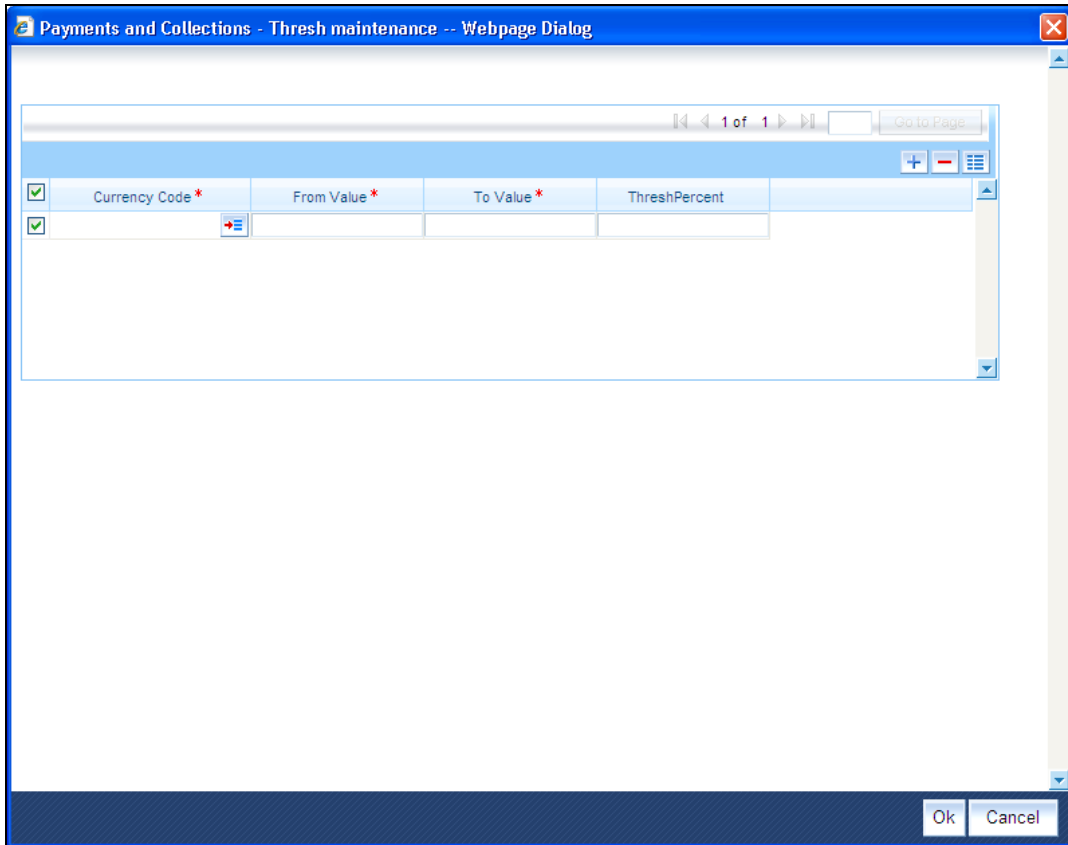 Payments and Collections - Thresh maintenance -- Webpage Dialog
1 of 1 Go to Page
Currency Code * From Value * To Value * ThreshPercent
Ok Cancel